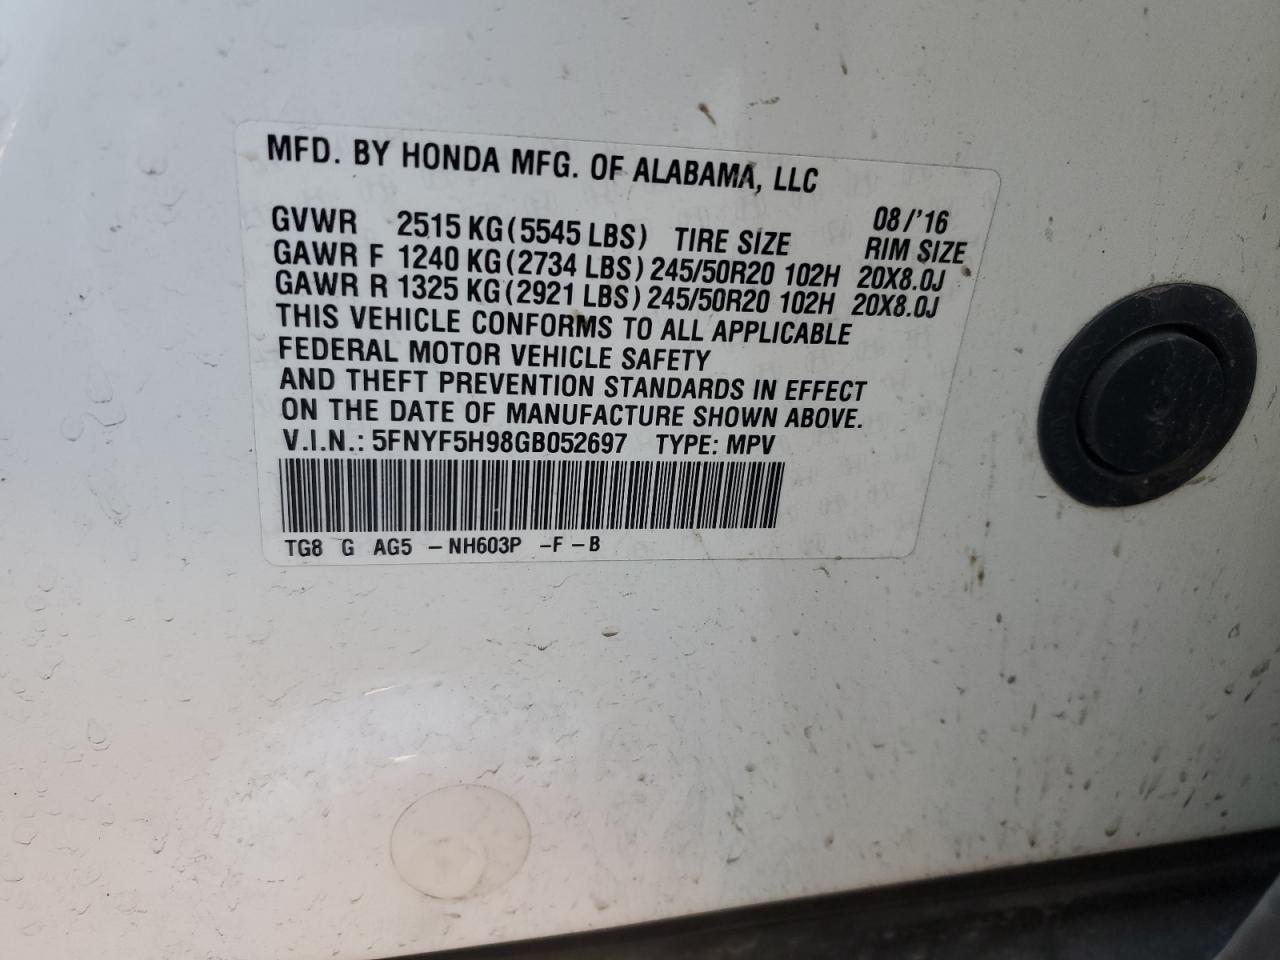 MFD. BY HONDA MFG. OF ALABAMA, LLC
08/'16
GVWR 2515 KG(5545 LBS) TIRE SIZE RIM SIZE
GAWR F 1240 KG(2734 LBS) 245/50R20 102H 20X8.0J
GAWR R 1325 KG(2921 LBS) 245/50R20 102H 20X8.0J
THIS VEHICLE CONFORMS TO ALL APPLICABLE
FEDERAL MOTOR VEHICLE SAFETY
AND THEFT PREVENTION STANDARDS IN EFFECT
ON THE DATE OF MANUFACTURE SHOWN ABOVE.
V.I.N.: 5FNYF5H98GB052697 TYPE: MPV
TG8 G AG5 -NH603P -F -B